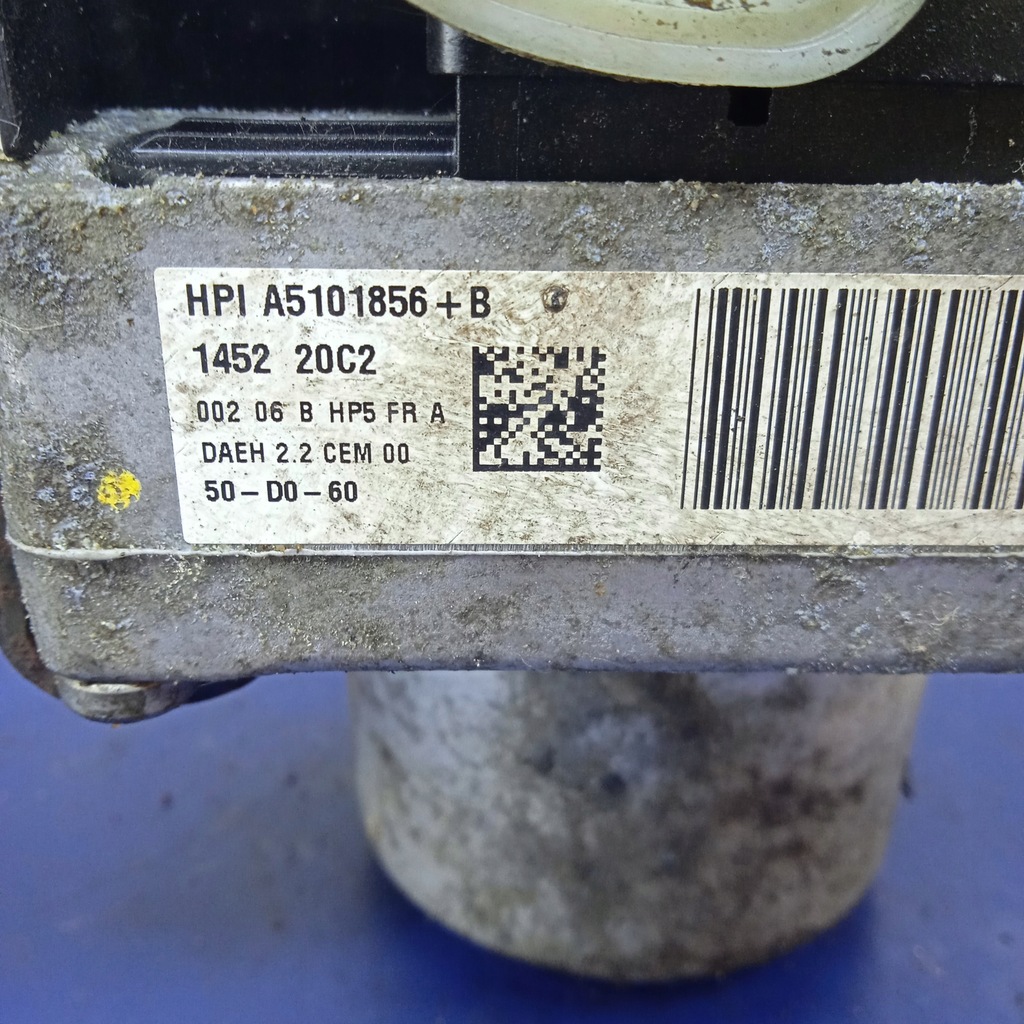 HPI A5101856+B
1452 20C2
002 06 B HP5 FR A
DAEH 2.2 CEM 00
50-D0-60